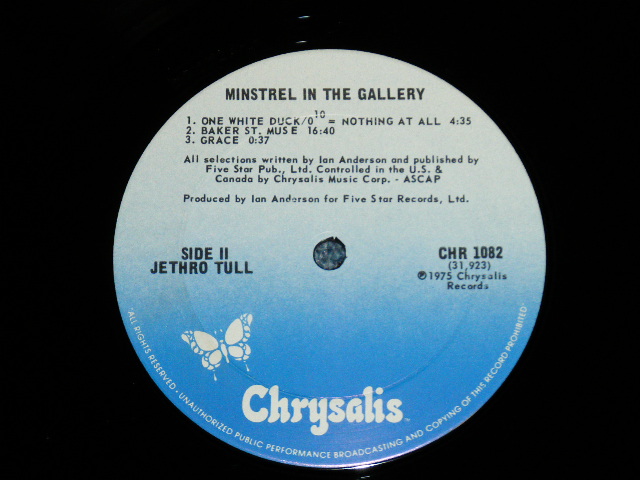 MINSTREL IN THE GALLERY
1. ONE WHITE DUCK/0¹⁰ = NOTHING AT ALL 4:35
2. BAKER ST. MUSE 16:40
3. GRACE 0:37
All selections written by Ian Anderson and published by
Five Star Pub., Ltd. Controlled in the U.S. &
Canada by Chrysalis Music Corp. - ASCAP
Produced by Ian Anderson for Five Star Records, Ltd.
SIDE II
JETHRO TULL
CHR 1082
(31,923)
℗1975 Chrysalis
Records
Chrysalis™
ALL RIGHTS RESERVED - UNAUTHORIZED PUBLIC PERFORMANCE BROADCASTING AND COPYING OF THIS RECORD PROHIBITED